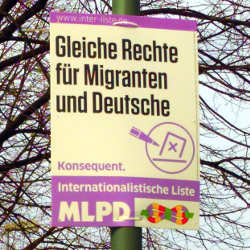 www.inter-liste.de
Gleiche Rechte
für Migranten
und Deutsche
Konsequent.
Internationalistische Liste
MLPD